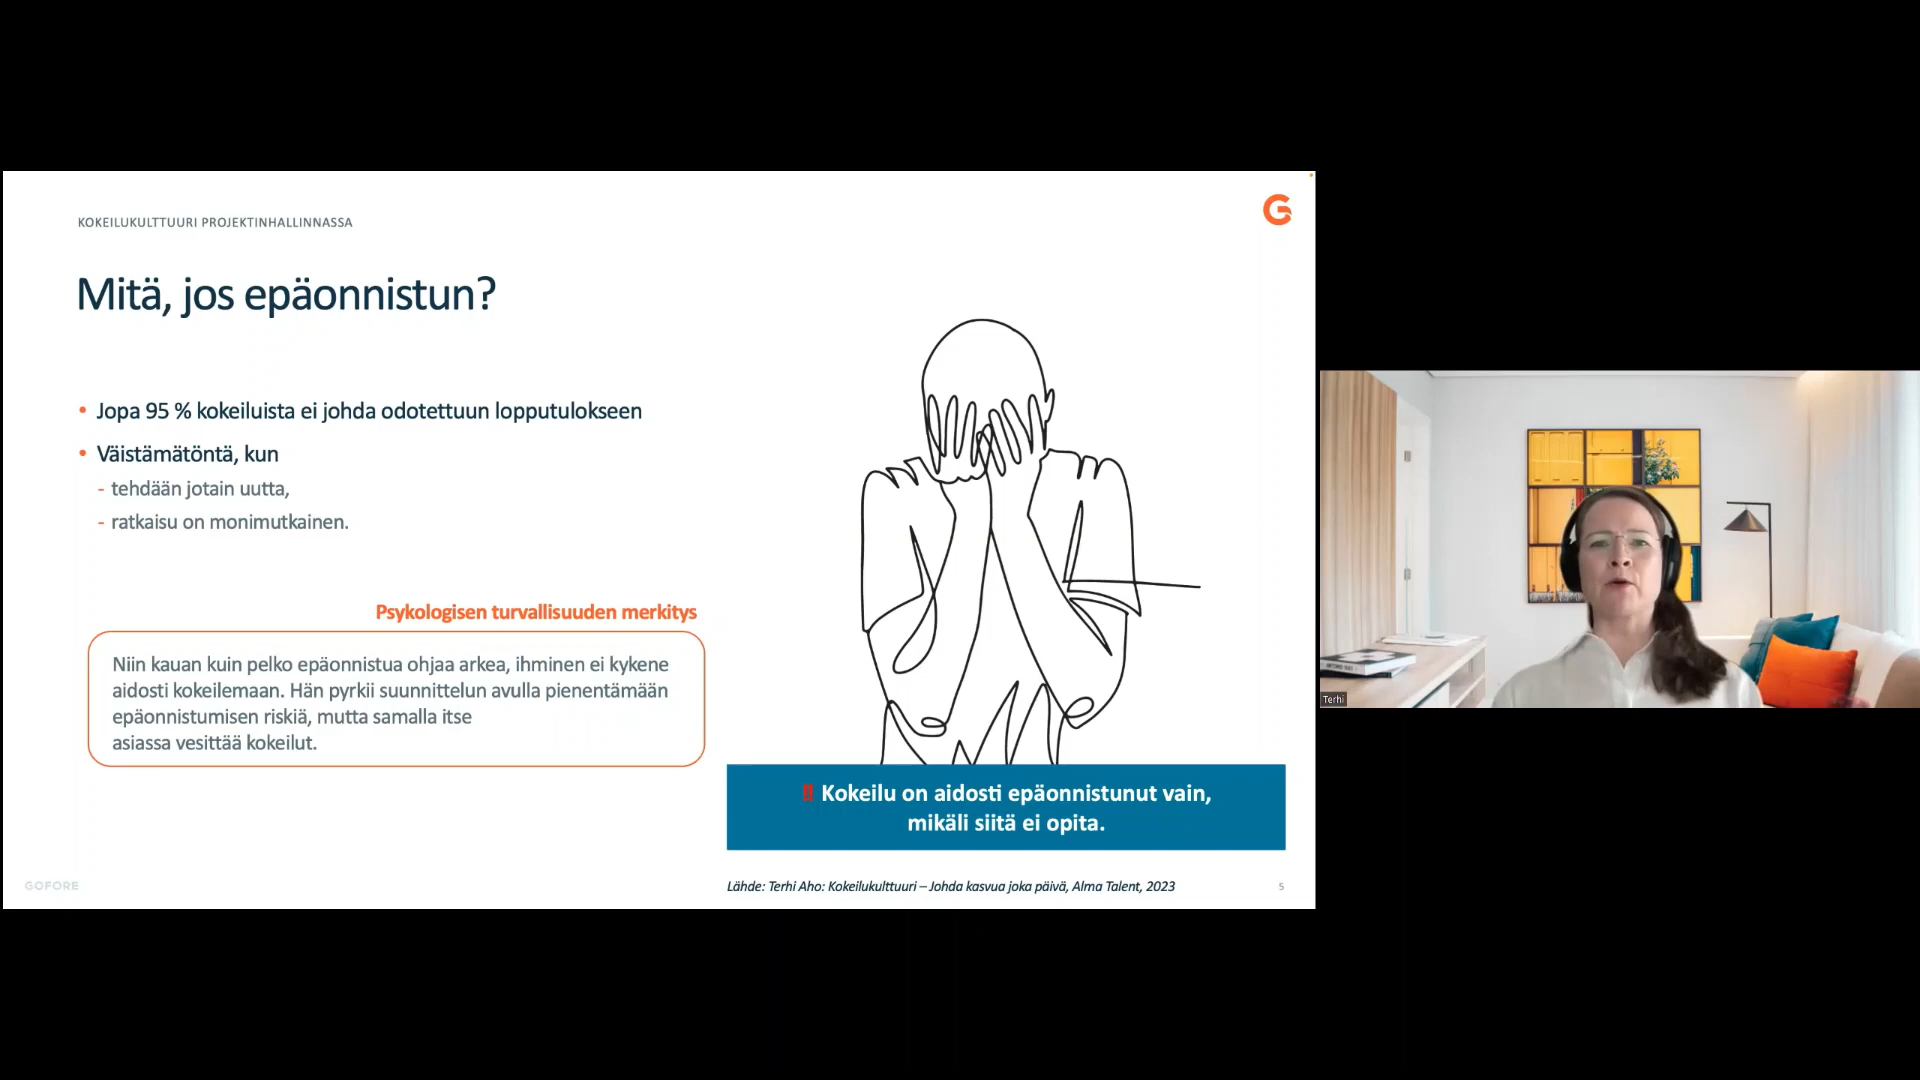 KOKEILUKULTTUURI PROJEKTINHALLINNASSA
Mitä, jos epäonnistun?
• Jopa 95 % kokeiluista ei johda odotettuun lopputulokseen
• Väistämätöntä, kun
- tehdään jotain uutta,
- ratkaisu on monimutkainen.
Psykologisen turvallisuuden merkitys
Niin kauan kuin pelko epäonnistua ohjaa arkea, ihminen ei kykene
aidosti kokeilemaan. Hän pyrkii suunnittelun avulla pienentämään
epäonnistumisen riskiä, mutta samalla itse
asiassa vesittää kokeilut.
‼ Kokeilu on aidosti epäonnistunut vain,
mikäli siitä ei opita.
Lähde: Terhi Aho: Kokeilukulttuuri – Johda kasvua joka päivä, Alma Talent, 2023
GOFORE
5
Terhi